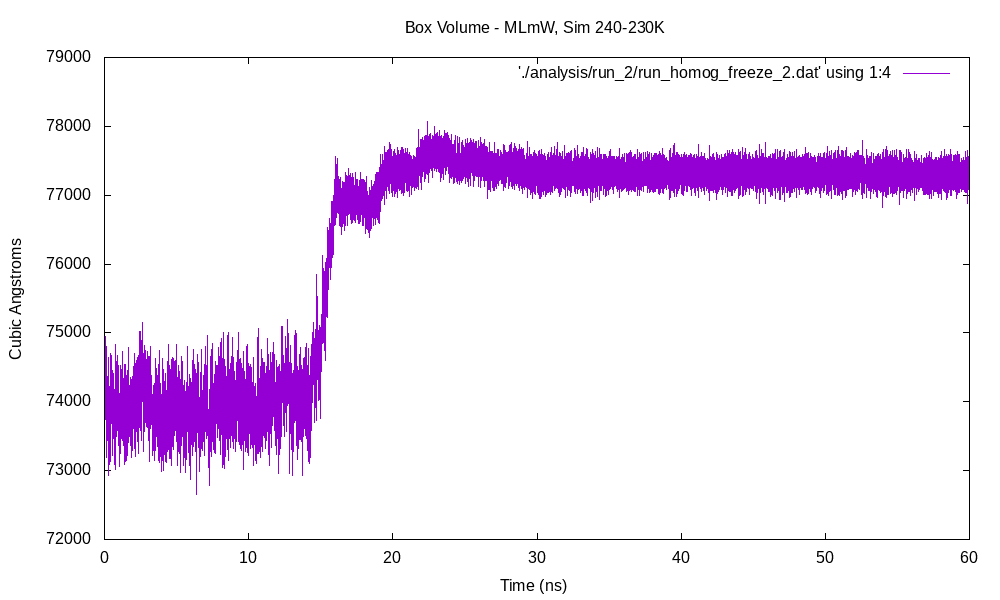 Box Volume - MLmW, Sim 240-230K
'./analysis/run_2/run_homog_freeze_2.dat' using 1:4
79000
78000
77000
76000
75000
74000
73000
72000
Cubic Angstroms
0 10 20 30 40 50 60
Time (ns)